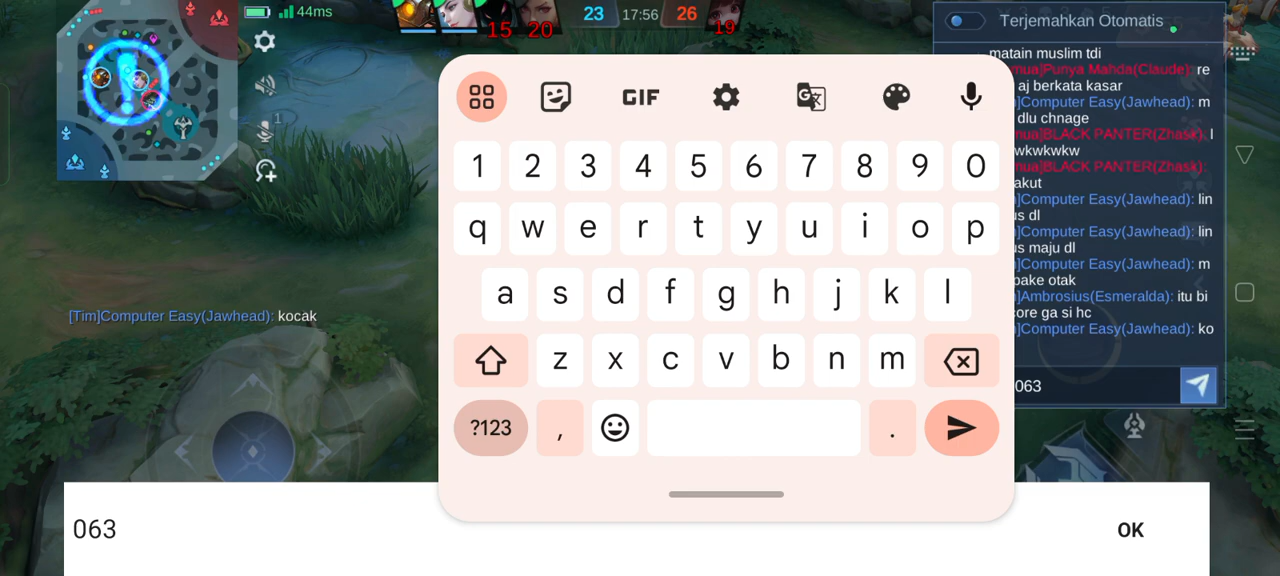 44ms
15
20
23
17:56
26
19
Terjemahkan Otomatis
matain muslim tdi
mua]Punya Mahda(Claude): re
aj berkata kasar
]Computer Easy(Jawhead): m
dlu chnage
mua]BLACK PANTER(Zhask): l
wkwkwkw
mua]BLACK PANTER(Zhask):
akut
]Computer Easy(Jawhead): lin
us dl
]Computer Easy(Jawhead): lin
us maju dl
]Computer Easy(Jawhead): m
pake otak
]Ambrosius(Esmeralda): itu bi
core ga si hc
]Computer Easy(Jawhead): ko
063
1
[Tim]Computer Easy(Jawhead): kocak
GIF
1 2 3 4 5 6 7 8 9 0
q w e r t y u i o p
a s d f g h j k l
z x c v b n m
?123 , .
063
OK